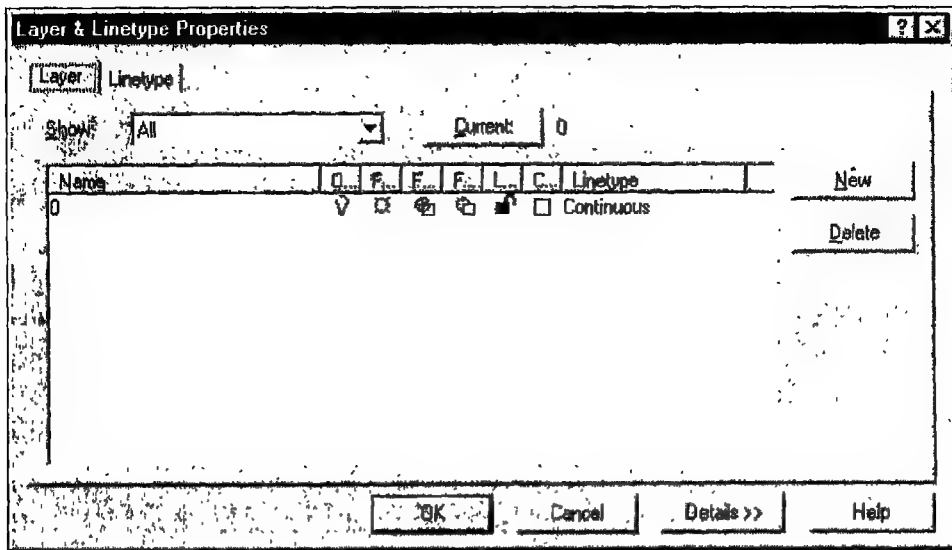 Layer & Linetype Properties
Layer Linetype
Show: All Current: 0
Name O... F... F... F... L... C... Linetype
0 Continuous
New
Delete
OK Cancel Details >> Help